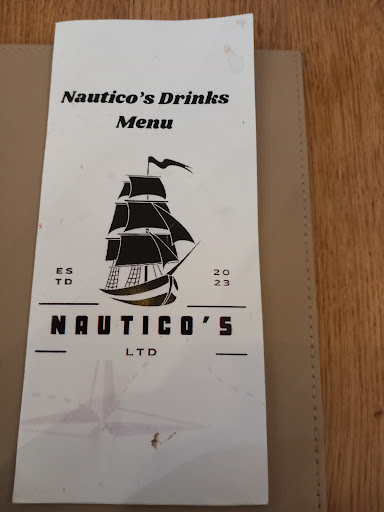 Nautico's Drinks
Menu
ES
TD
20
23
NAUTICO'S
LTD